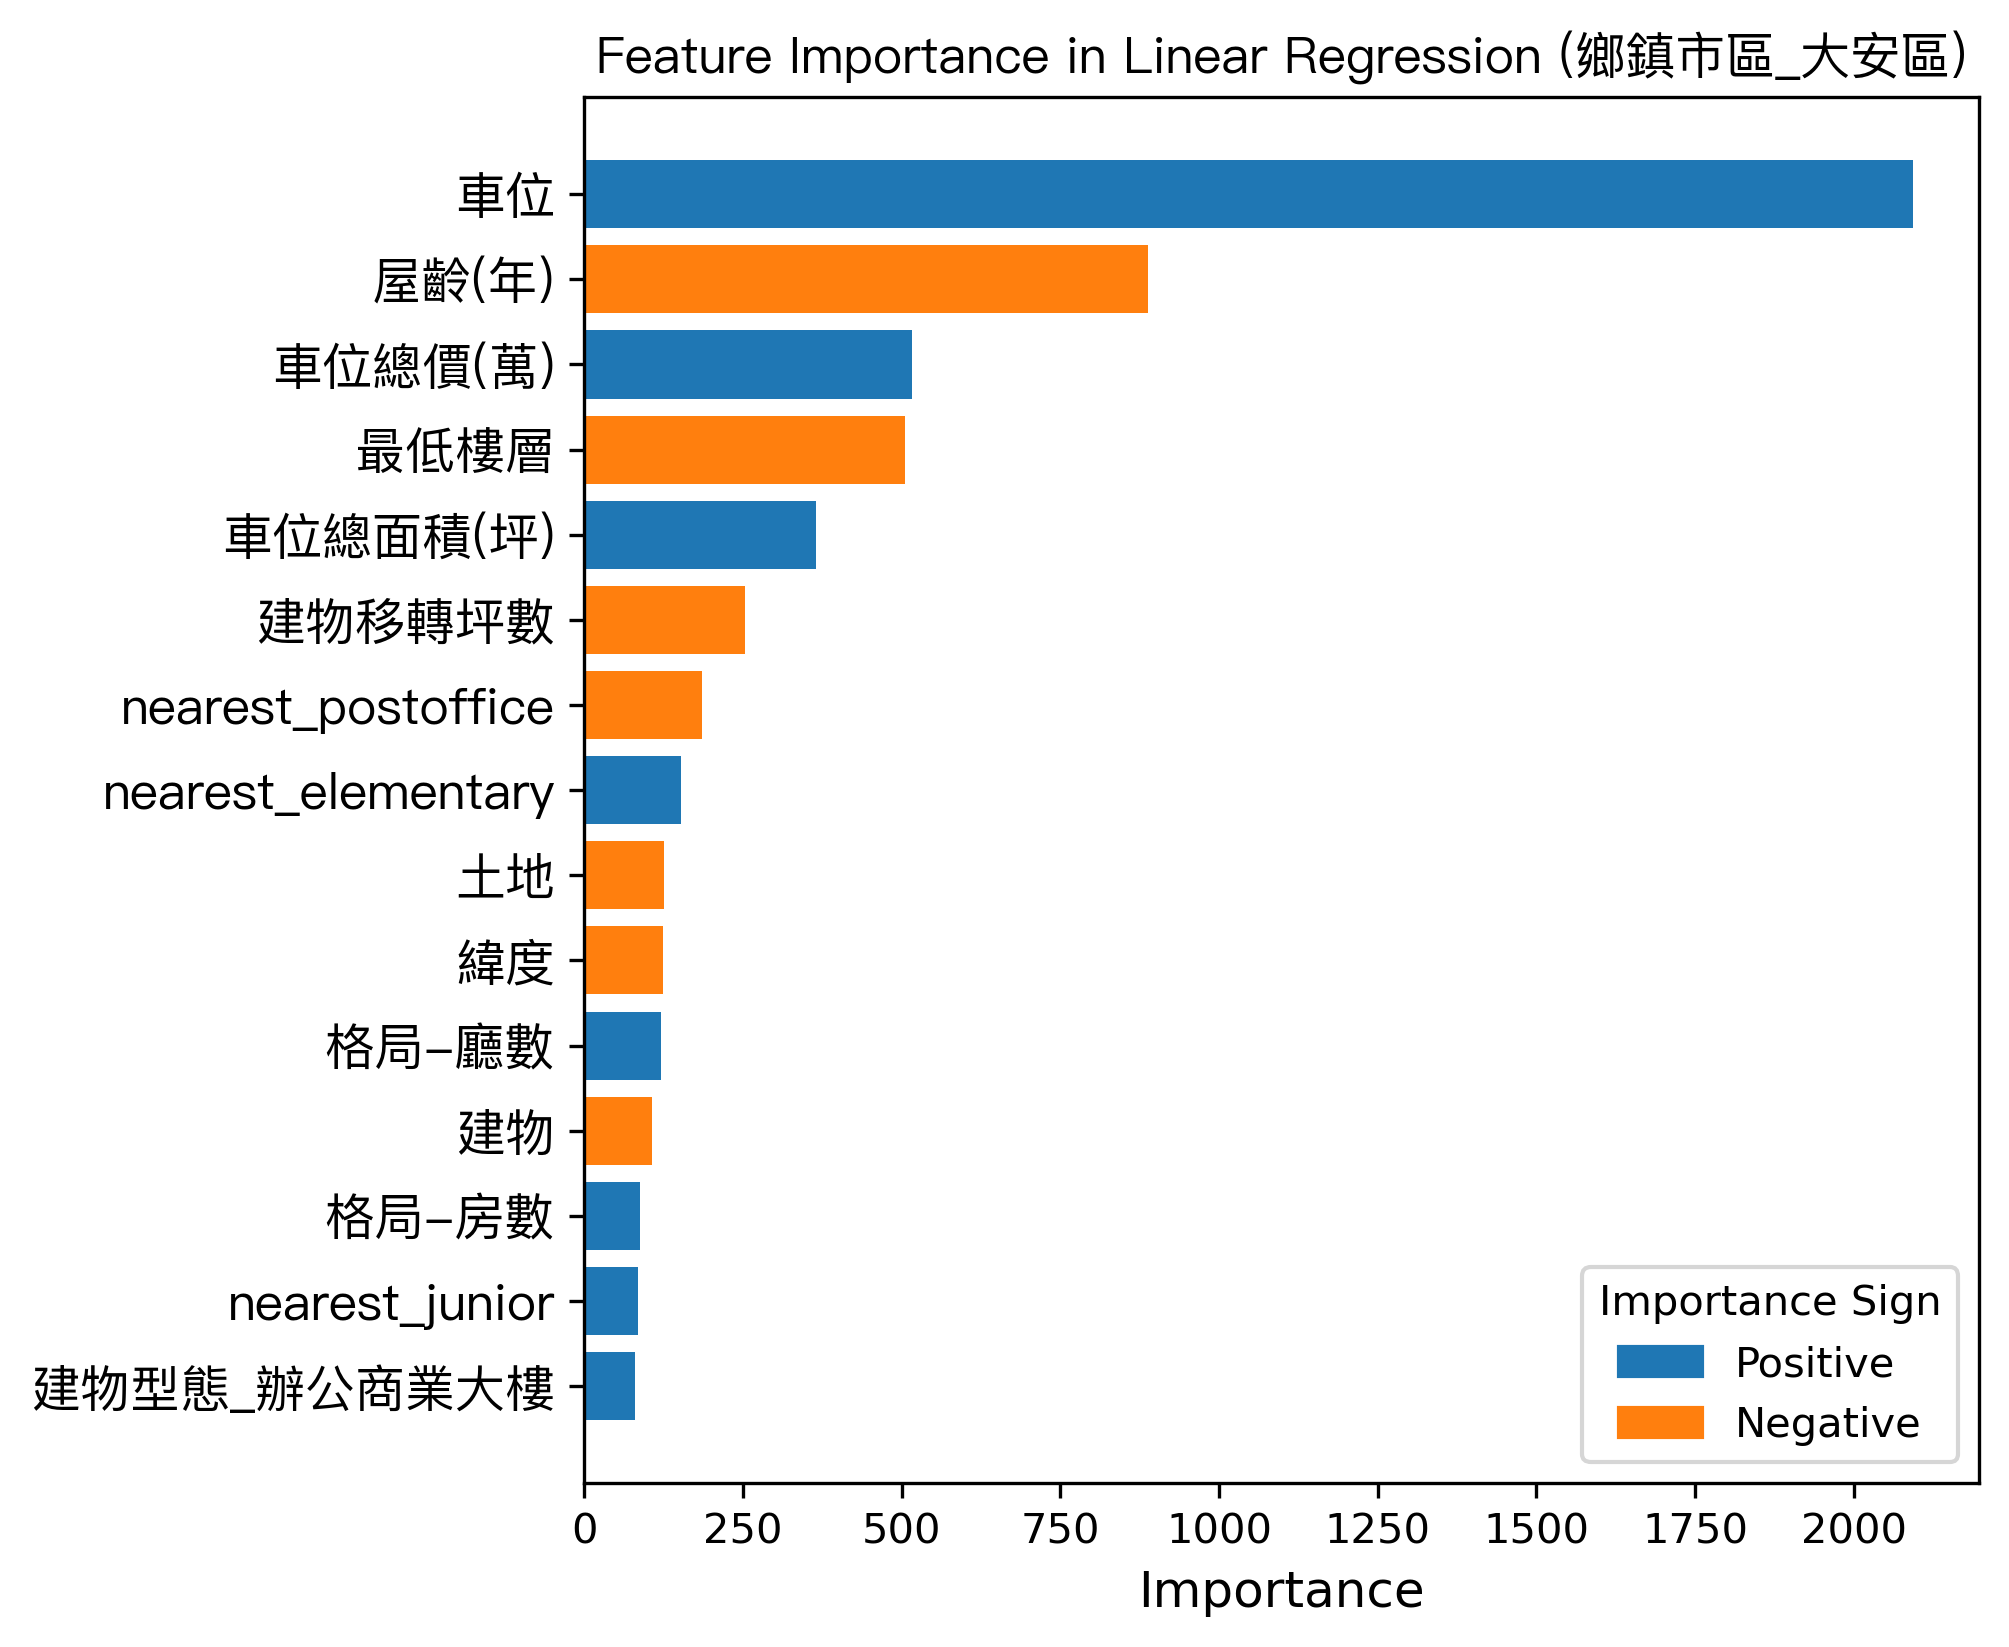 Feature Importance in Linear Regression (鄉鎮市區_大安區)
車位
屋齡(年)
車位總價(萬)
最低樓層
車位總面積(坪)
建物移轉坪數
nearest_postoffice
nearest_elementary
土地
緯度
格局-廳數
建物
格局-房數
nearest_junior
建物型態_辦公商業大樓
Importance Sign
Positive
Negative
0 250 500 750 1000 1250 1500 1750 2000
Importance